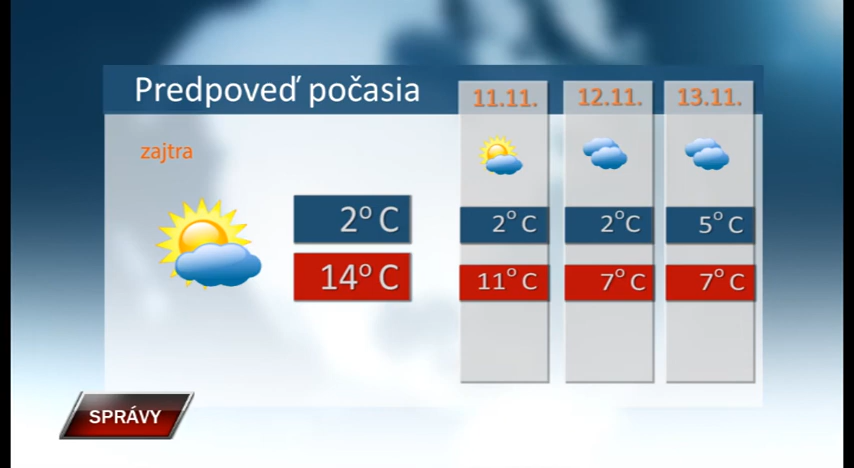 Predpoveď počasia
zajtra
2° C
14° C
11.11.
2° C
11° C
12.11.
2°C
7° C
13.11.
5° C
7° C
SPRÁVY